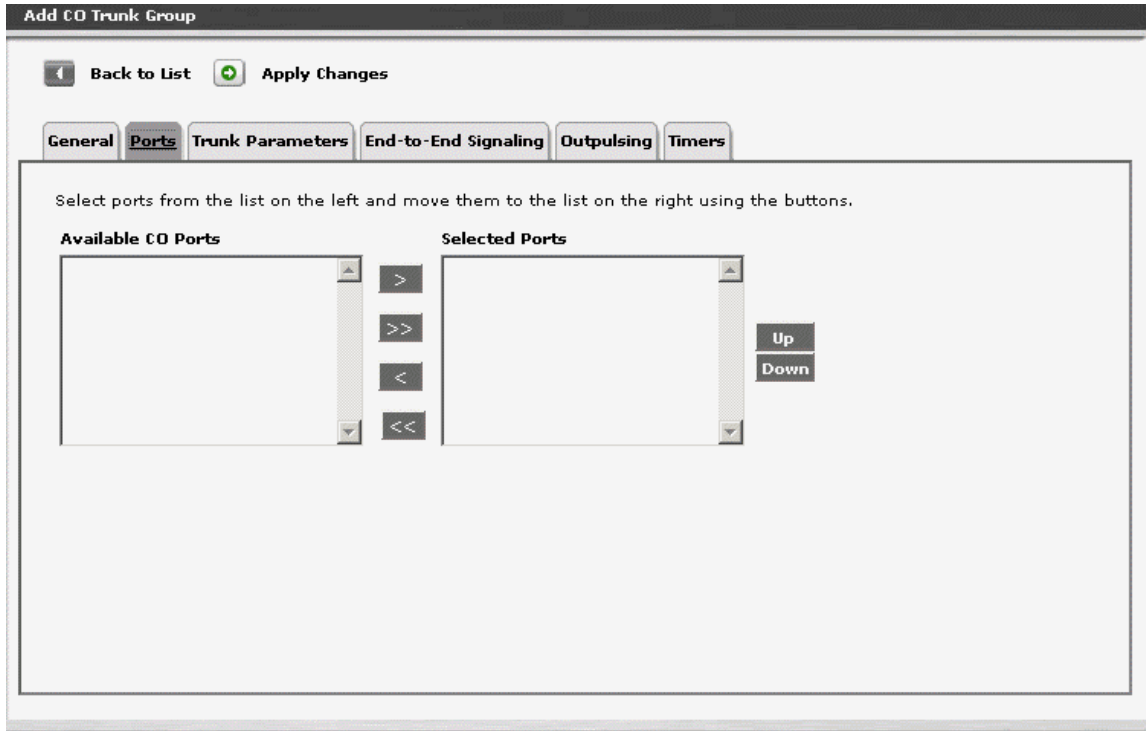 Add CO Trunk Group
Back to List Apply Changes
General Ports Trunk Parameters End-to-End Signaling Outpulsing Timers
Select ports from the list on the left and move them to the list on the right using the buttons.
Available CO Ports Selected Ports
>
>>
Up
Down
<
<<